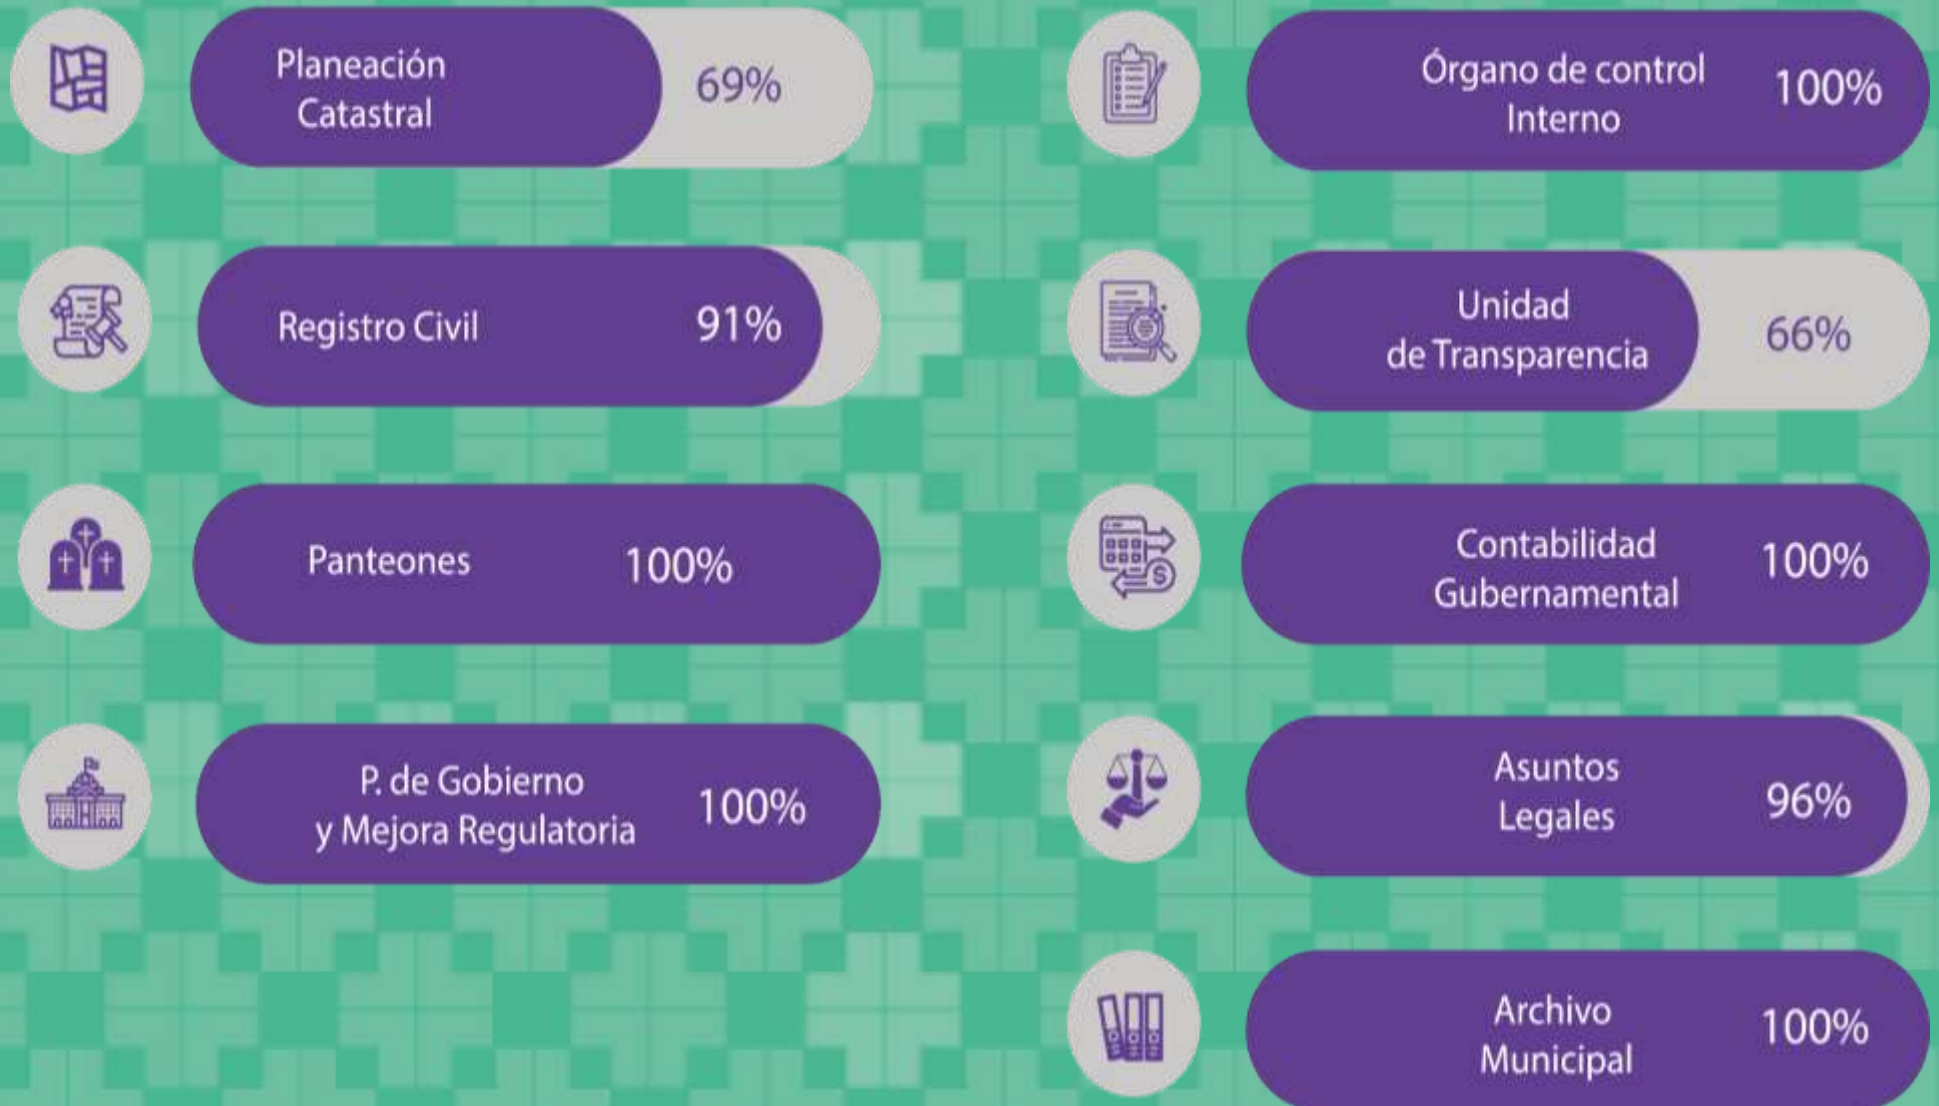 Planeación
Catastral
69%
Registro Civil
91%
Panteones
100%
P. de Gobierno
y Mejora Regulatoria
100%
Órgano de control
Interno
100%
Unidad
de Transparencia
66%
Contabilidad
Gubernamental
100%
Asuntos
Legales
96%
Archivo
Municipal
100%